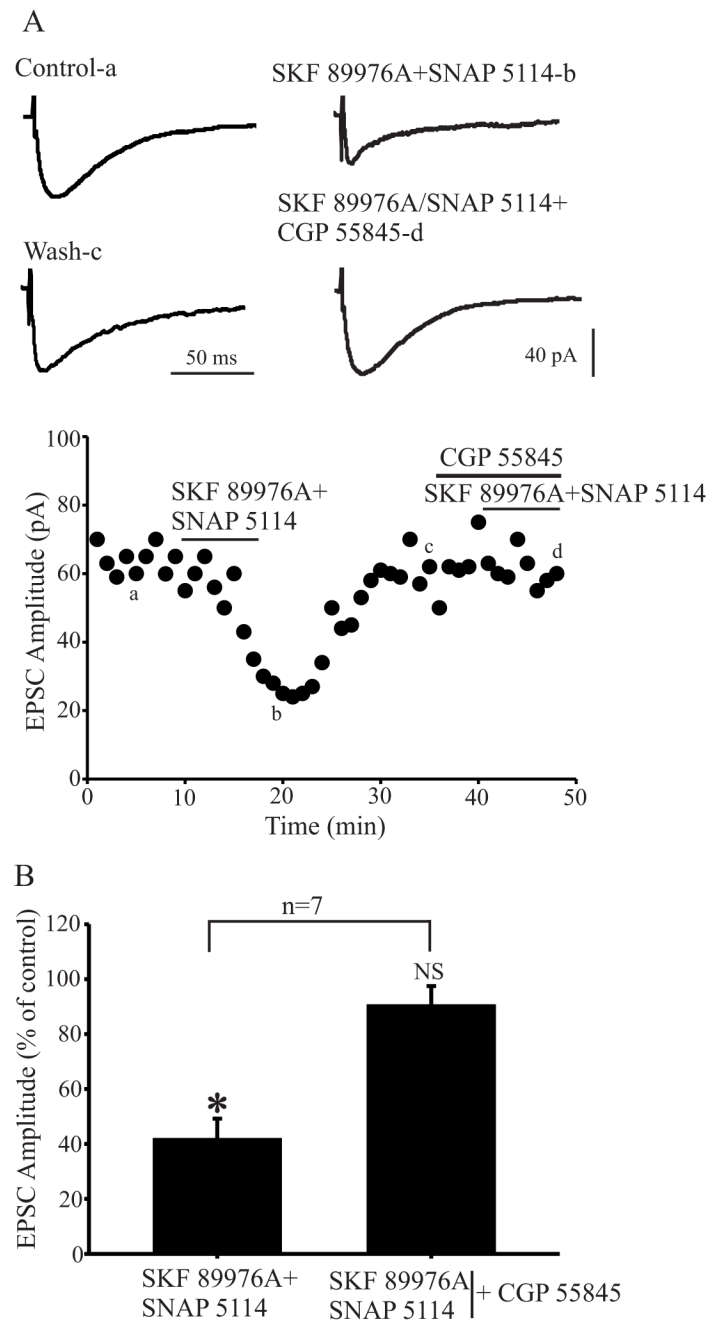 A
Control-a
SKF 89976A+SNAP 5114-b
SKF 89976A/SNAP 5114+
CGP 55845-d
Wash-c
50 ms
40 pA
EPSC Amplitude (pA)
100
80
60
40
20
0
SKF 89976A+
SNAP 5114
CGP 55845
SKF 89976A+SNAP 5114
a
b
c
d
0
10
20
30
40
50
Time (min)
B
EPSC Amplitude (% of control)
120
100
80
60
40
20
0
n=7
*
NS
SKF 89976A+
SNAP 5114
SKF 89976A
SNAP 5114
+ CGP 55845